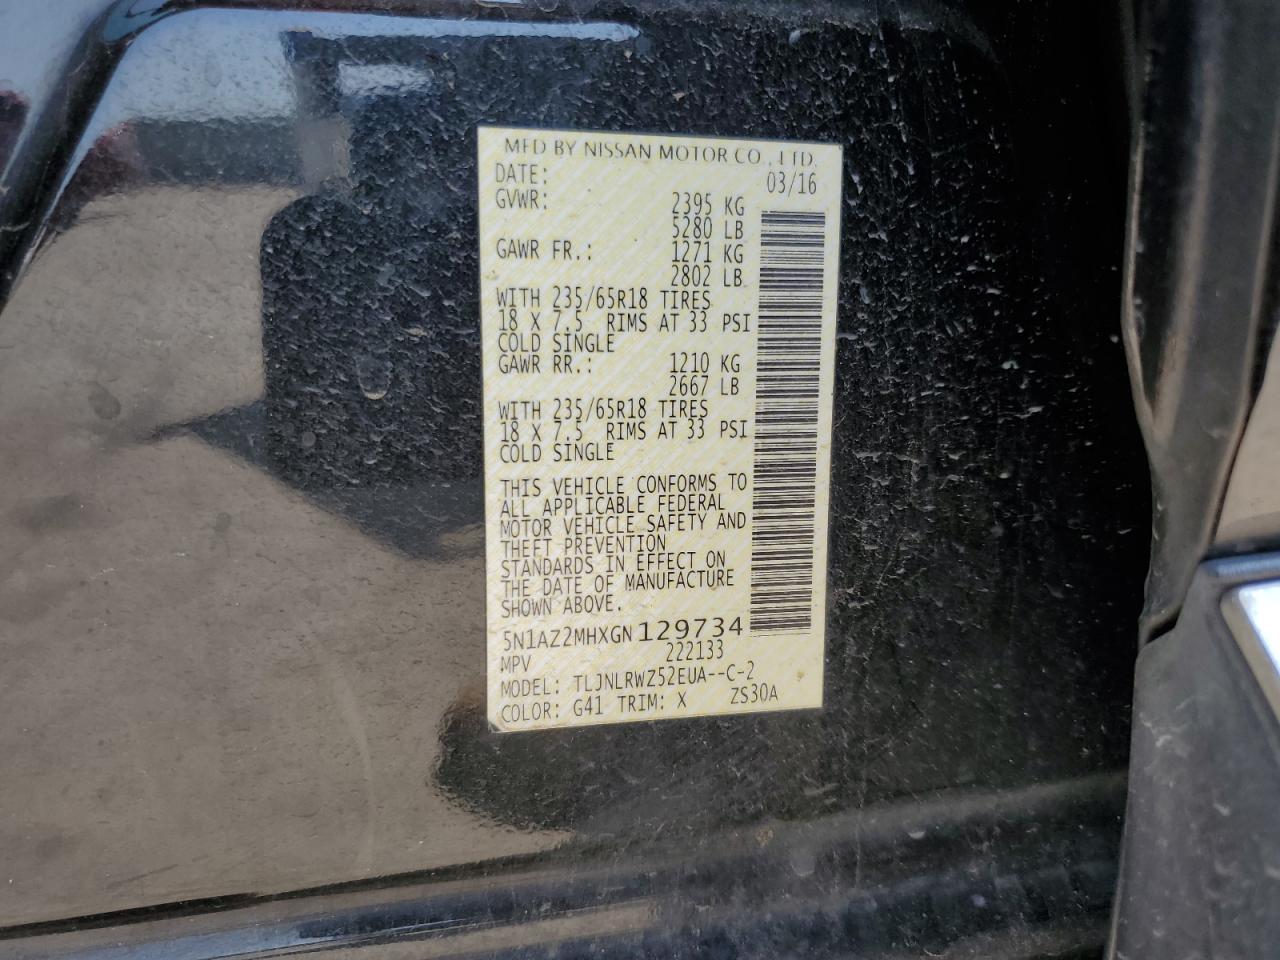 MFD BY NISSAN MOTOR CO., LTD.
DATE: 03/16
GVWR: 2395 KG
5280 LB
GAWR FR.: 1271 KG
2802 LB
WITH 235/65R18 TIRES
18 X 7.5 RIMS AT 33 PSI
COLD SINGLE
GAWR RR.: 1210 KG
2667 LB
WITH 235/65R18 TIRES
18 X 7.5 RIMS AT 33 PSI
COLD SINGLE
THIS VEHICLE CONFORMS TO
ALL APPLICABLE FEDERAL
MOTOR VEHICLE SAFETY AND
THEFT PREVENTION
STANDARDS IN EFFECT ON
THE DATE OF MANUFACTURE
SHOWN ABOVE.
5N1AZ2MHXGN129734
MPV 222133
MODEL: TLJNLRWZ52EUA--C-2
COLOR: G41 TRIM: X ZS30A